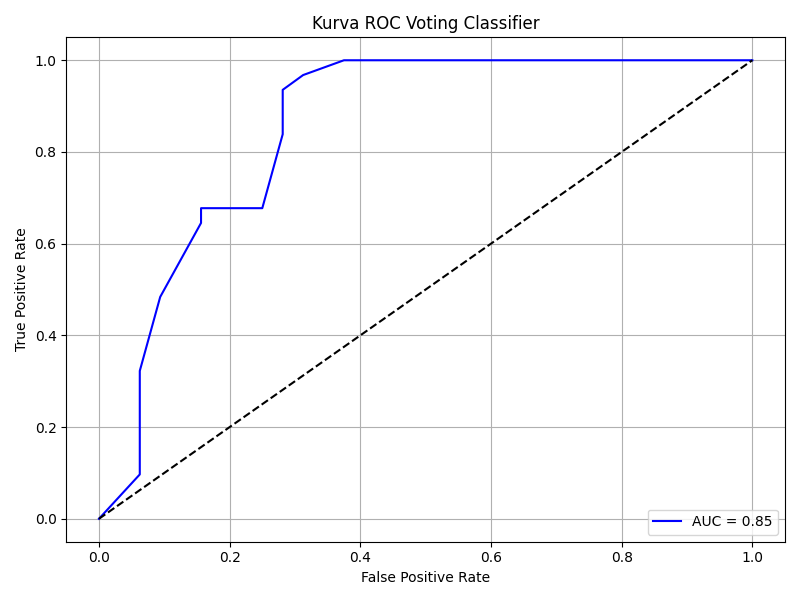 Kurva ROC Voting Classifier
1.0
0.8
0.6
0.4
0.2
0.0
True Positive Rate
0.0 0.2 0.4 0.6 0.8 1.0
False Positive Rate
AUC = 0.85